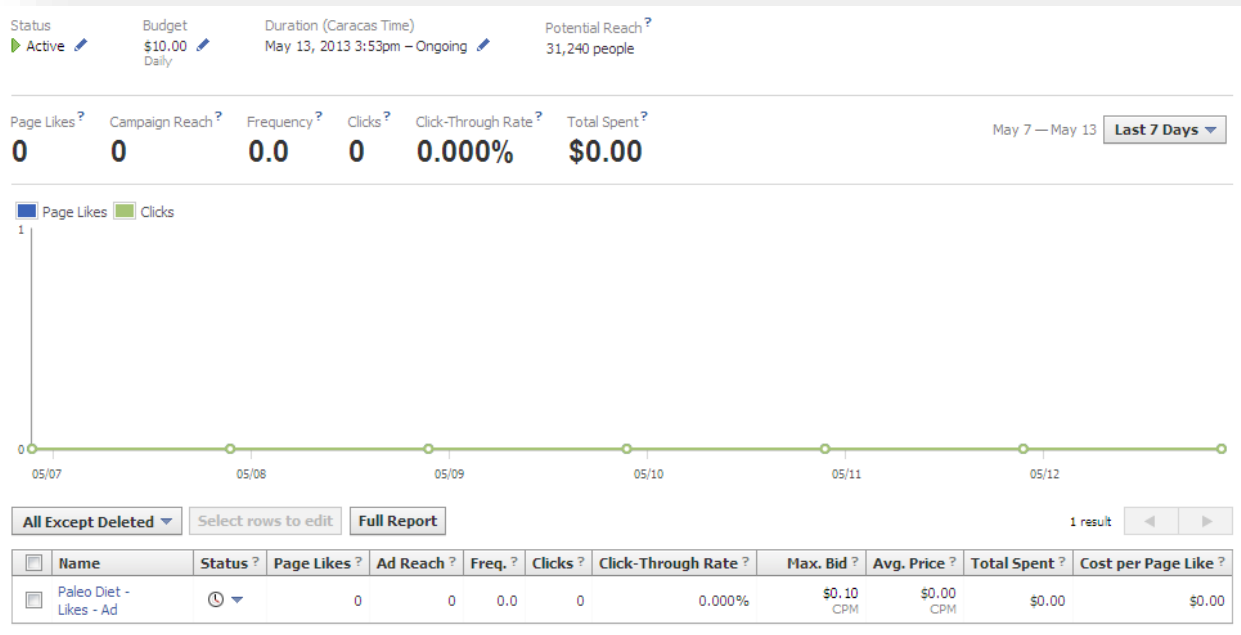 Status Budget Duration (Caracas Time) Potential Reach ?
Active $10.00 May 13, 2013 3:53pm – Ongoing 31,240 people
Daily
Page Likes ? Campaign Reach ? Frequency ? Clicks ? Click-Through Rate ? Total Spent ?
0 0 0.0 0 0.000% $0.00
May 7 — May 13 Last 7 Days
Page Likes Clicks
1
0
05/07 05/08 05/09 05/10 05/11 05/12
All Except Deleted Select rows to edit Full Report 1 result
Name Status ? Page Likes ? Ad Reach ? Freq. ? Clicks ? Click-Through Rate ? Max. Bid ? Avg. Price ? Total Spent ? Cost per Page Like ?
Paleo Diet - Likes - Ad 0 0 0.0 0 0.000% $0.10 CPM $0.00 CPM $0.00 $0.00